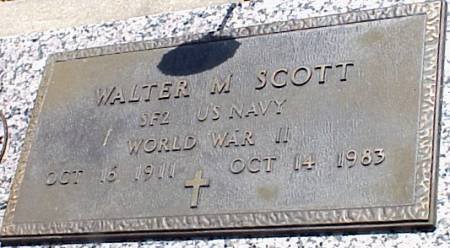 WALTER M SCOTT
SF2 US NAVY
WORLD WAR II
OCT 16 1911 OCT 14 1983